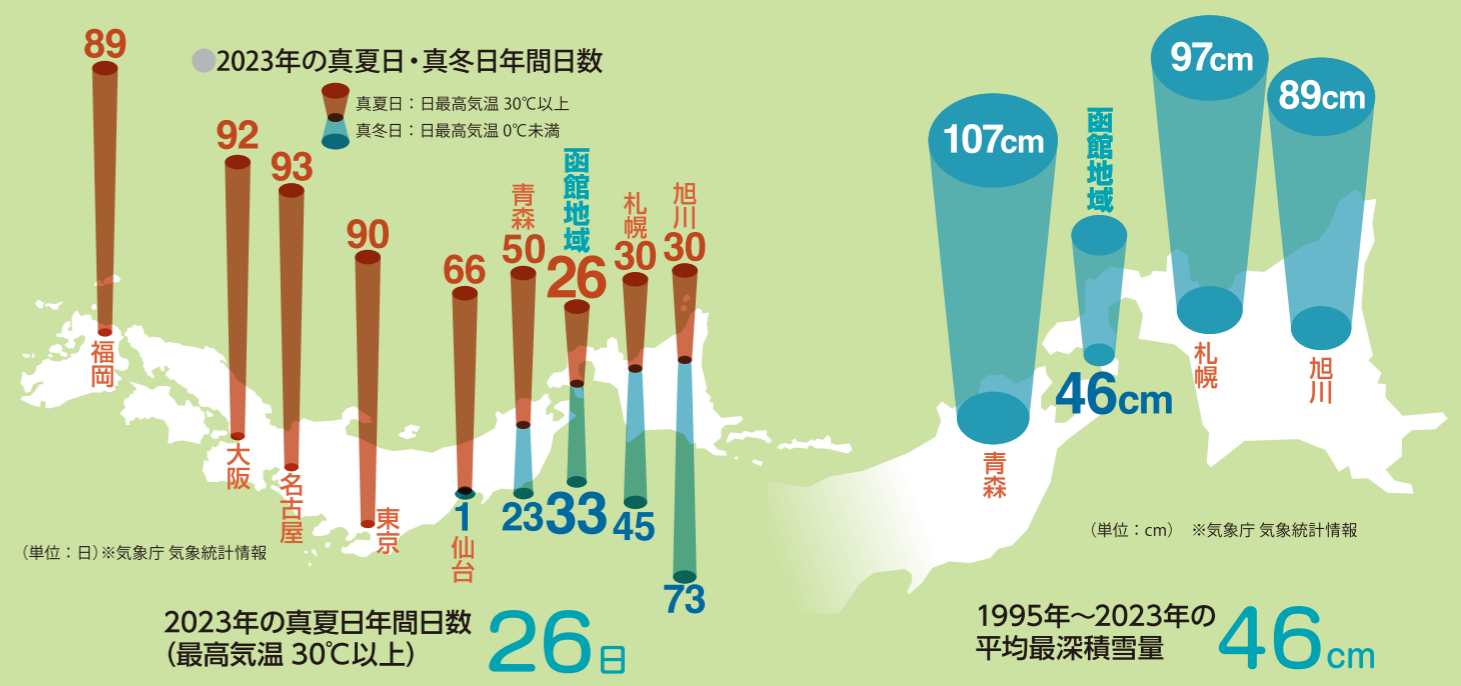 ●2023年の真夏日・真冬日年間日数
真夏日：日最高気温 30℃以上
真冬日：日最高気温 0℃未満
89
福岡
92
大阪
93
名古屋
90
東京
66
1
仙台
青森
50
23
函館地域
26
33
札幌
30
45
旭川
30
73
（単位：日）※気象庁 気象統計情報
2023年の真夏日年間日数
（最高気温 30℃以上）
26日
107cm
青森
函館地域
46cm
97cm
札幌
89cm
旭川
（単位：cm） ※気象庁 気象統計情報
1995年～2023年の
平均最深積雪量
46cm